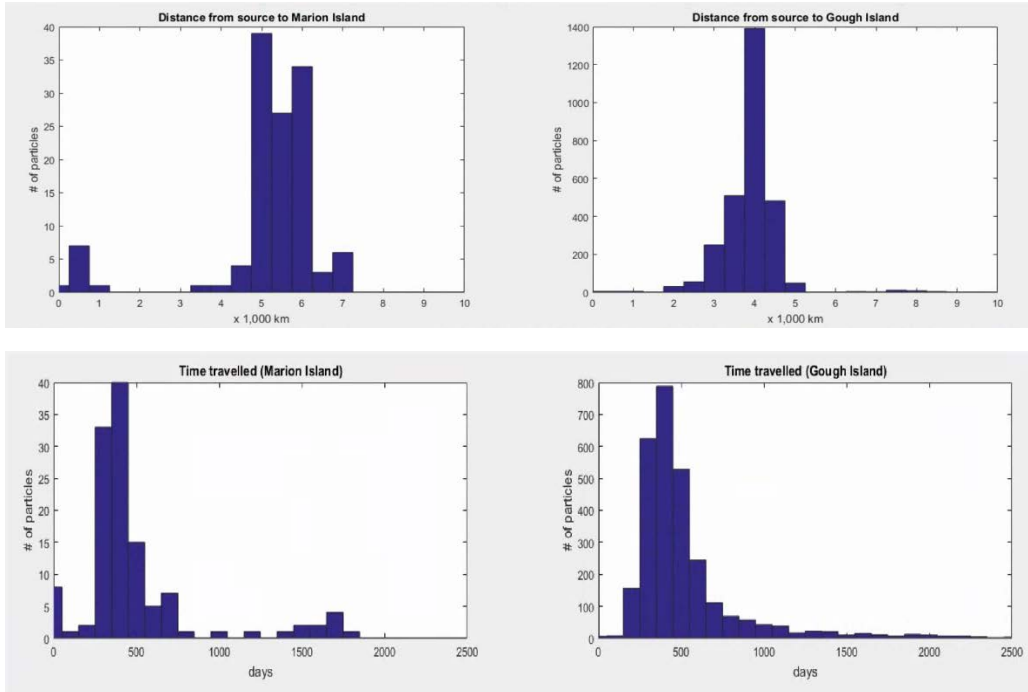 Distance from source to Marion Island
40
35
30
25
20
15
10
5
0
# of particles
0 1 2 3 4 5 6 7 8 9 10
x 1,000 km
Distance from source to Gough Island
1400
1200
1000
800
600
400
200
0
# of particles
0 1 2 3 4 5 6 7 8 9 10
x 1,000 km
Time travelled (Marion Island)
40
35
30
25
20
15
10
5
0
# of particles
0 500 1000 1500 2000 2500
days
Time travelled (Gough Island)
800
700
600
500
400
300
200
100
0
# of particles
0 500 1000 1500 2000 2500
days